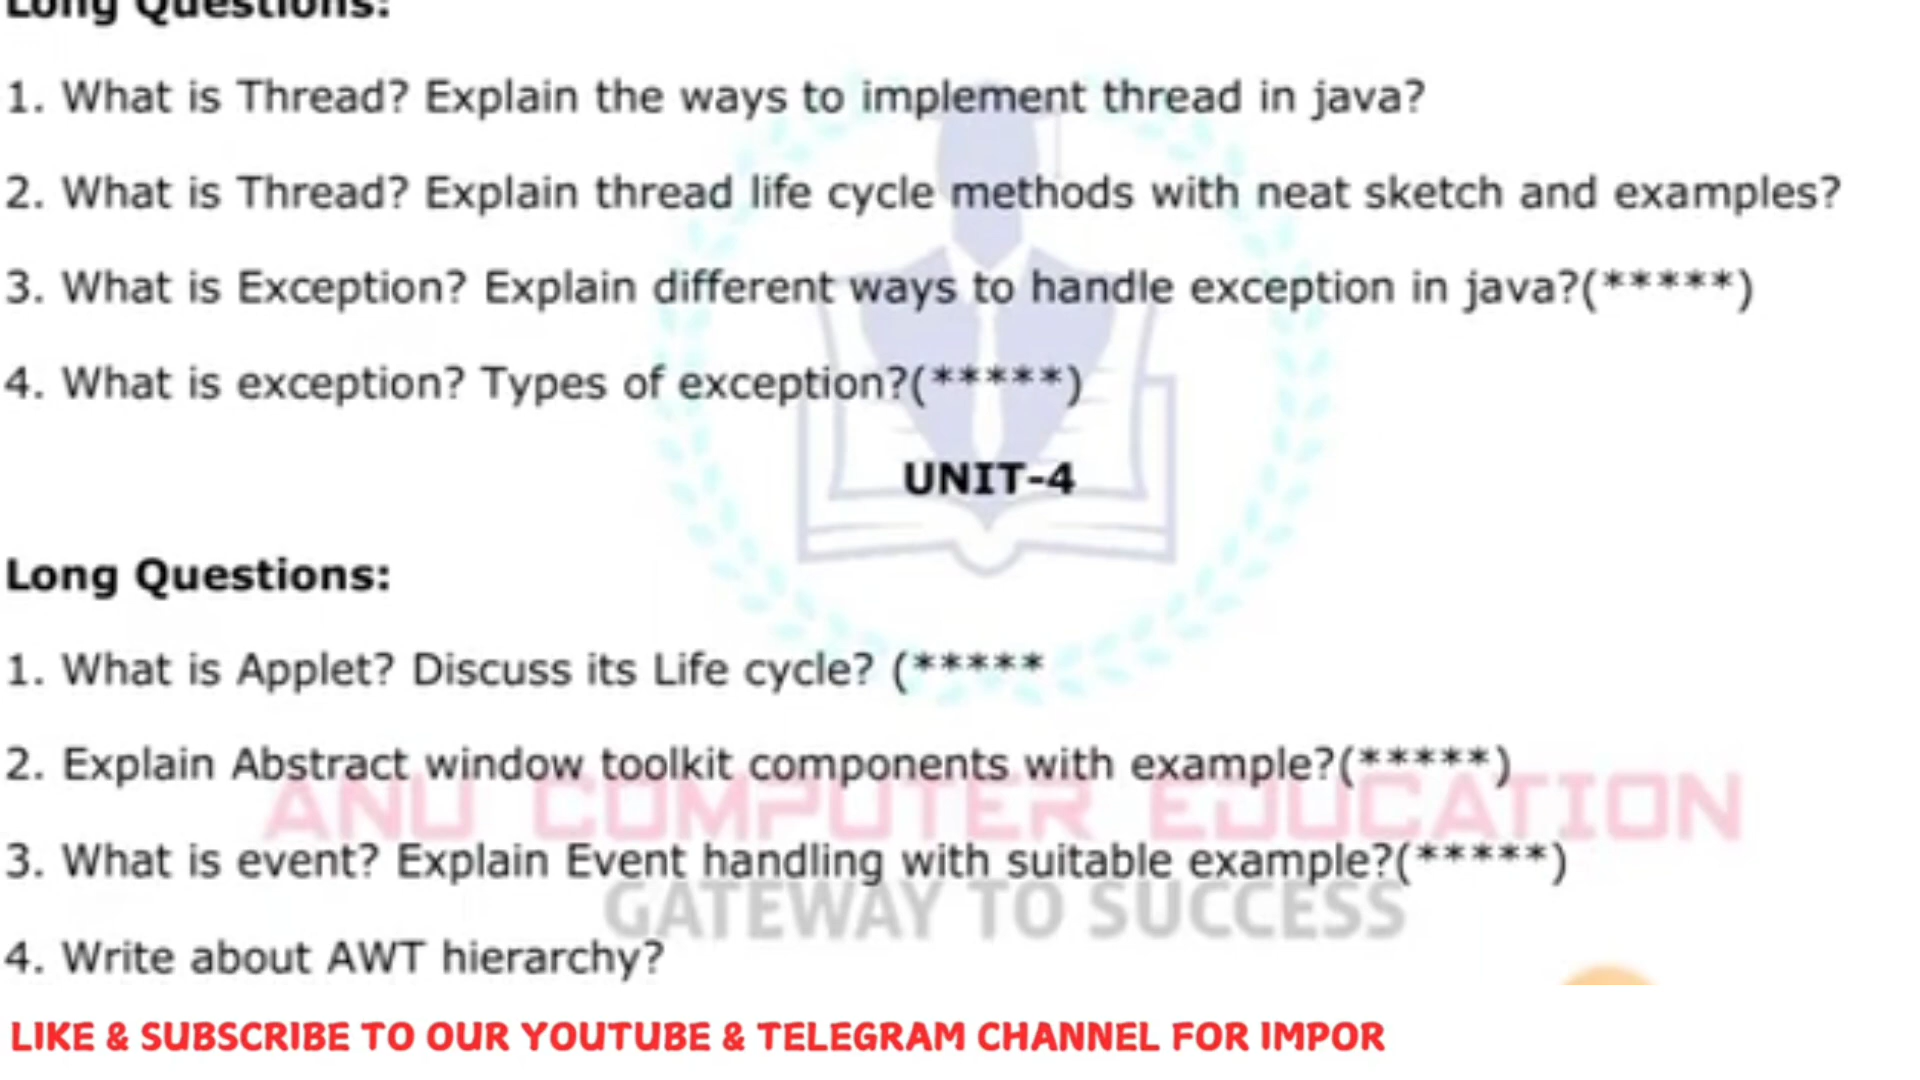 Long Questions:
1. What is Thread? Explain the ways to implement thread in java?
2. What is Thread? Explain thread life cycle methods with neat sketch and examples?
3. What is Exception? Explain different ways to handle exception in java?(*****)
4. What is exception? Types of exception?(*****)
UNIT-4
Long Questions:
1. What is Applet? Discuss its Life cycle? (*****
2. Explain Abstract window toolkit components with example?(*****)
ANU COMPUTER EDUCATION
3. What is event? Explain Event handling with suitable example?(*****)
GATEWAY TO SUCCESS
4. Write about AWT hierarchy?
LIKE & SUBSCRIBE TO OUR YOUTUBE & TELEGRAM CHANNEL FOR IMPOR